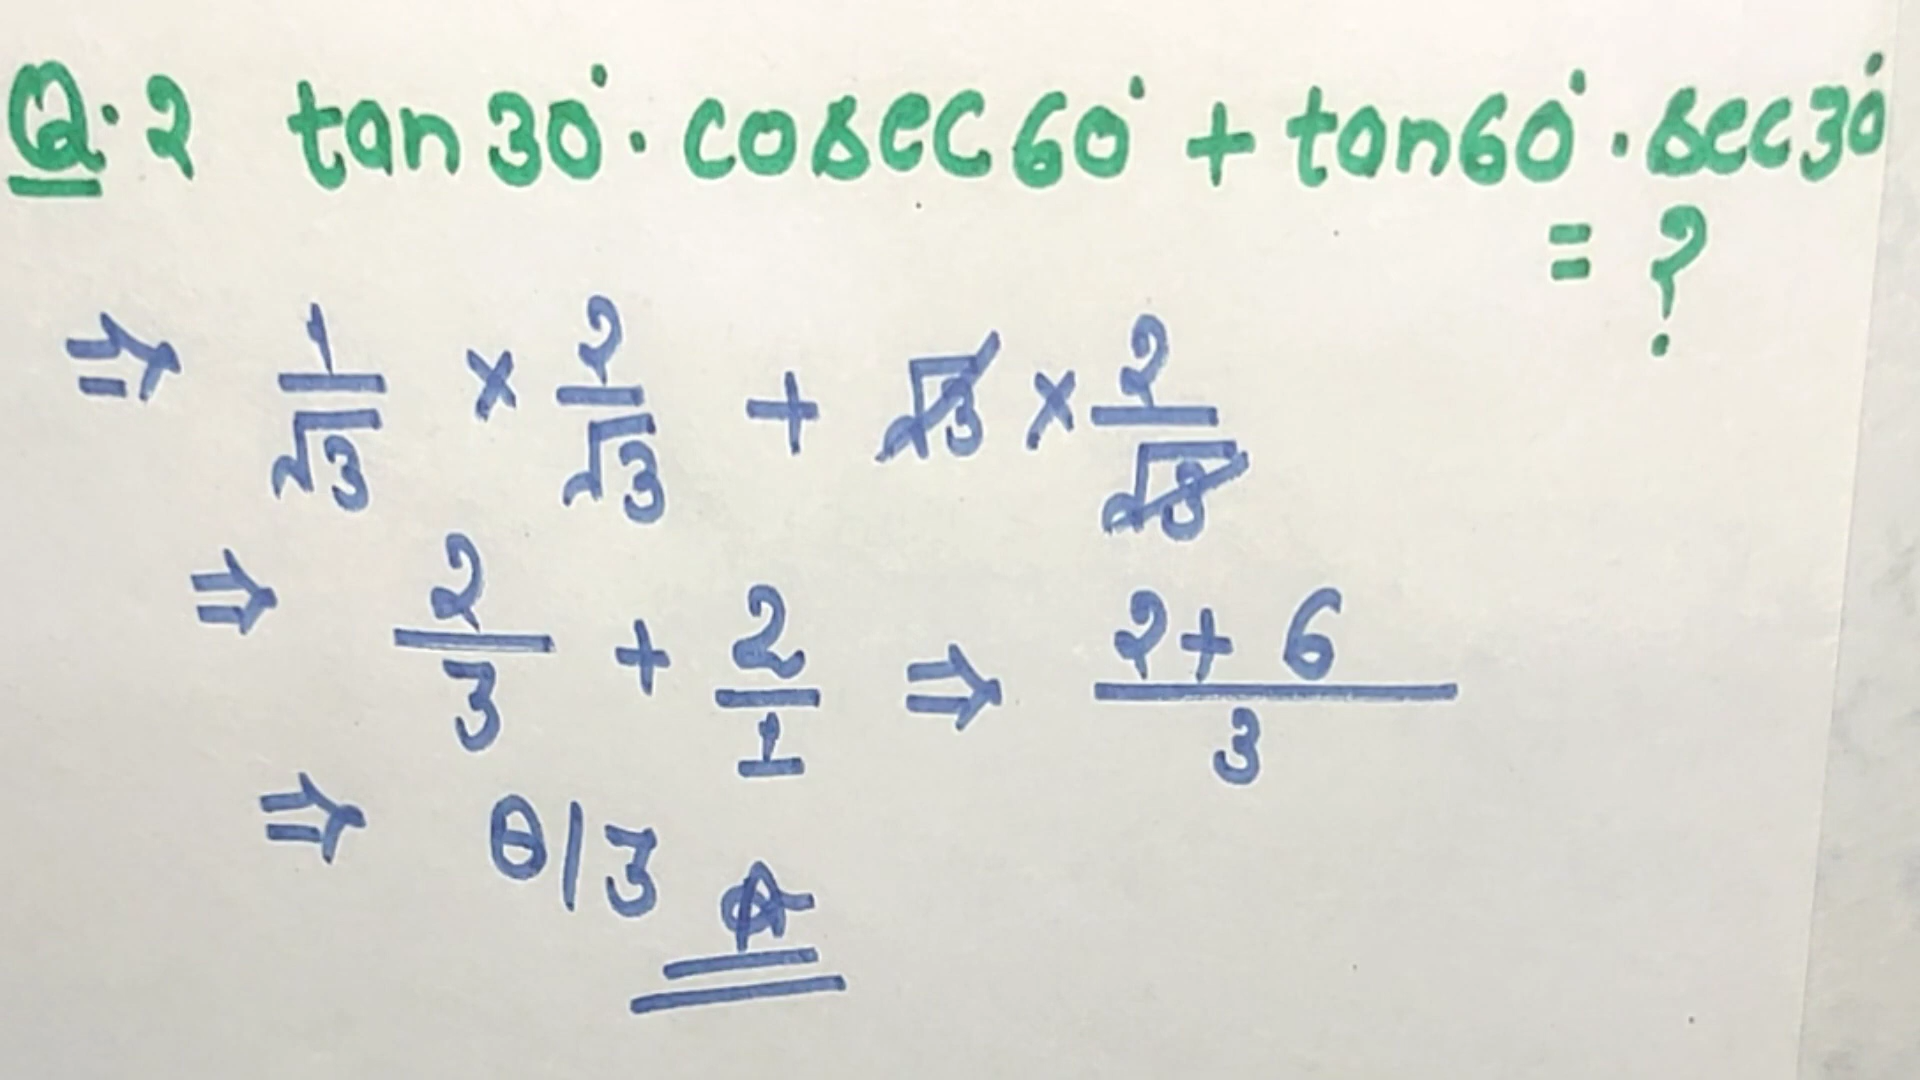 Q.2 tan 30° . cosec 60° + tan 60° . sec 30°
= ?
⇒ 1/√3 × 2/√3 + √3 × 2/√3
⇒ 2/3 + 2/1 ⇒ 2+6/3
⇒ 8/3